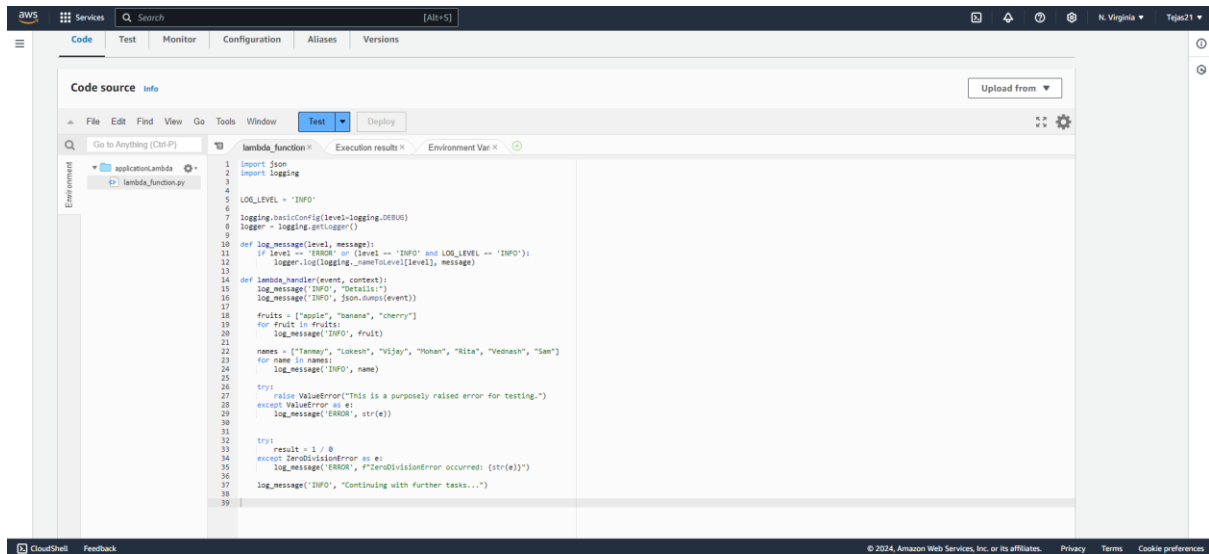 aws Services Search [Alt+S] N. Virginia Tejas21
Code Test Monitor Configuration Aliases Versions
Code source Info Upload from
File Edit Find View Go Tools Window Test Deploy
Go to Anything (Ctrl-P) lambda_function × Execution results × Environment Var ×
Environment
applicationLambda
lambda_function.py
1 import json
2 import logging
3
4
5 LOG_LEVEL = 'INFO'
6
7 logging.basicConfig(level=logging.DEBUG)
8 logger = logging.getLogger()
9
10 def log_message(level, message):
11 if level == 'ERROR' or (level == 'INFO' and LOG_LEVEL == 'INFO'):
12 logger.log(logging._nameToLevel[level], message)
13
14 def lambda_handler(event, context):
15 log_message('INFO', "Details:")
16 log_message('INFO', json.dumps(event))
17
18 fruits = ["apple", "banana", "cherry"]
19 for fruit in fruits:
20 log_message('INFO', fruit)
21
22 names = ["Tanmay", "Lokesh", "Vijay", "Mohan", "Rita", "Vednash", "Sam"]
23 for name in names:
24 log_message('INFO', name)
25
26 try:
27 raise ValueError("This is a purposely raised error for testing.")
28 except ValueError as e:
29 log_message('ERROR', str(e))
30
31
32 try:
33 result = 1 / 0
34 except ZeroDivisionError as e:
35 log_message('ERROR', f"ZeroDivisionError occurred: {str(e)}")
36
37 log_message('INFO', "Continuing with further tasks...")
38
39
CloudShell Feedback © 2024, Amazon Web Services, Inc. or its affiliates. Privacy Terms Cookie preferences